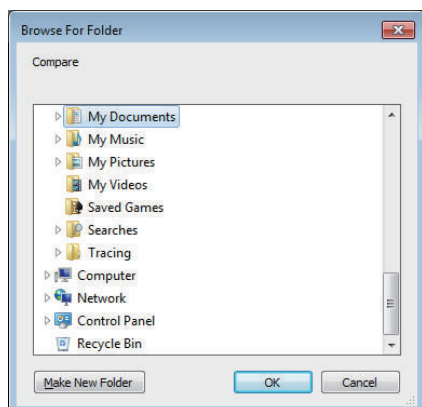 Browse For Folder
Compare
My Documents
My Music
My Pictures
My Videos
Saved Games
Searches
Tracing
Computer
Network
Control Panel
Recycle Bin
Make New Folder OK Cancel